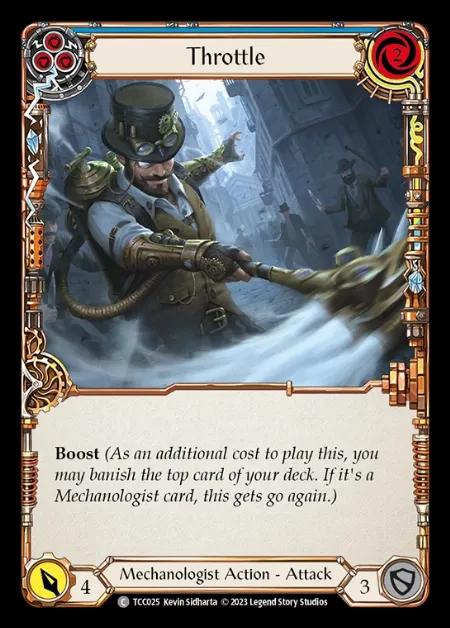 Throttle
2
Boost (As an additional cost to play this, you
may banish the top card of your deck. If it's a
Mechanologist card, this gets go again.)
4
Mechanologist Action - Attack
3
C TCC025 Kevin Sidharta © 2023 Legend Story Studios